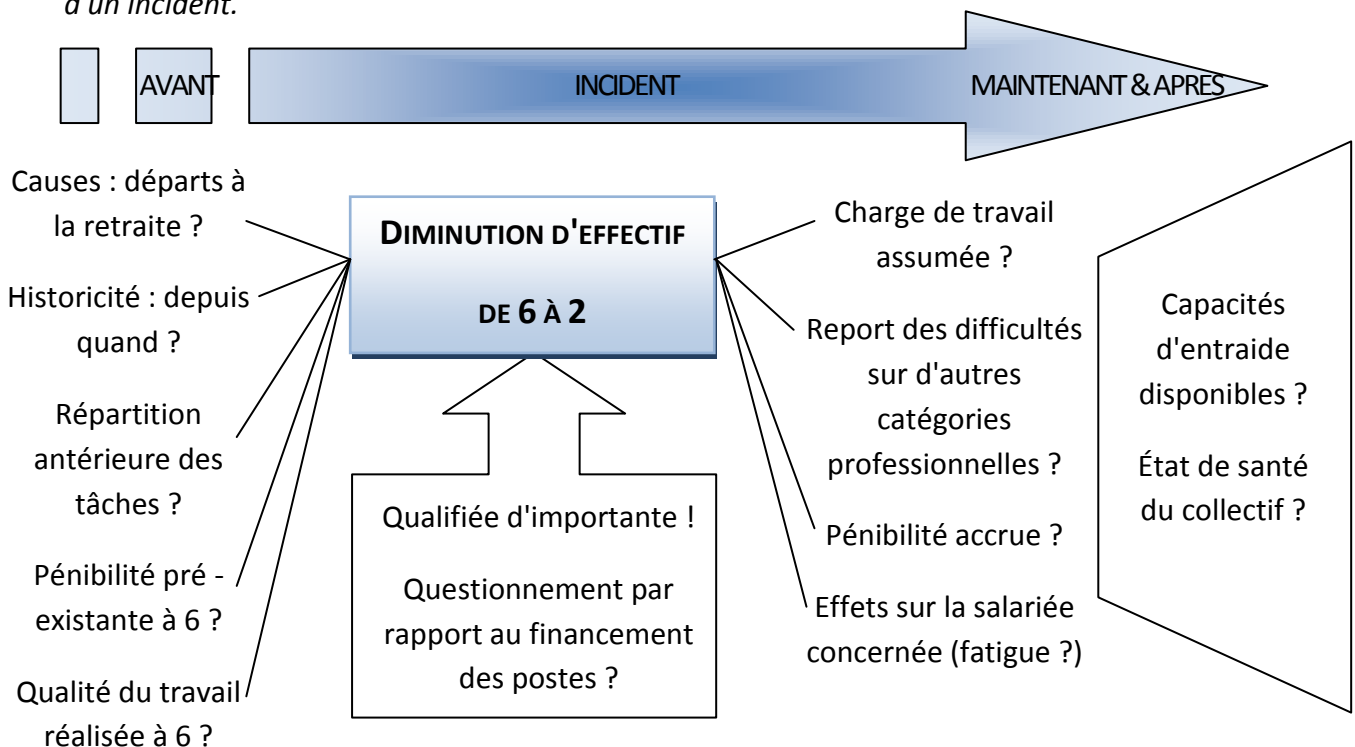 d'un incident.
AVANT
INCIDENT
MAINTENANT & APRES
Causes : départs à
la retraite ?
Historicité : depuis
quand ?
Répartition
antérieure des
tâches ?
Pénibilité pré -
existante à 6 ?
Qualité du travail
réalisée à 6 ?
DIMINUTION D'EFFECTIF
DE 6 À 2
Qualifiée d'importante !
Questionnement par
rapport au financement
des postes ?
Charge de travail
assumée ?
Report des difficultés
sur d'autres
catégories
professionnelles ?
Pénibilité accrue ?
Effets sur la salariée
concernée (fatigue ?)
Capacités
d'entraide
disponibles ?
État de santé
du collectif ?